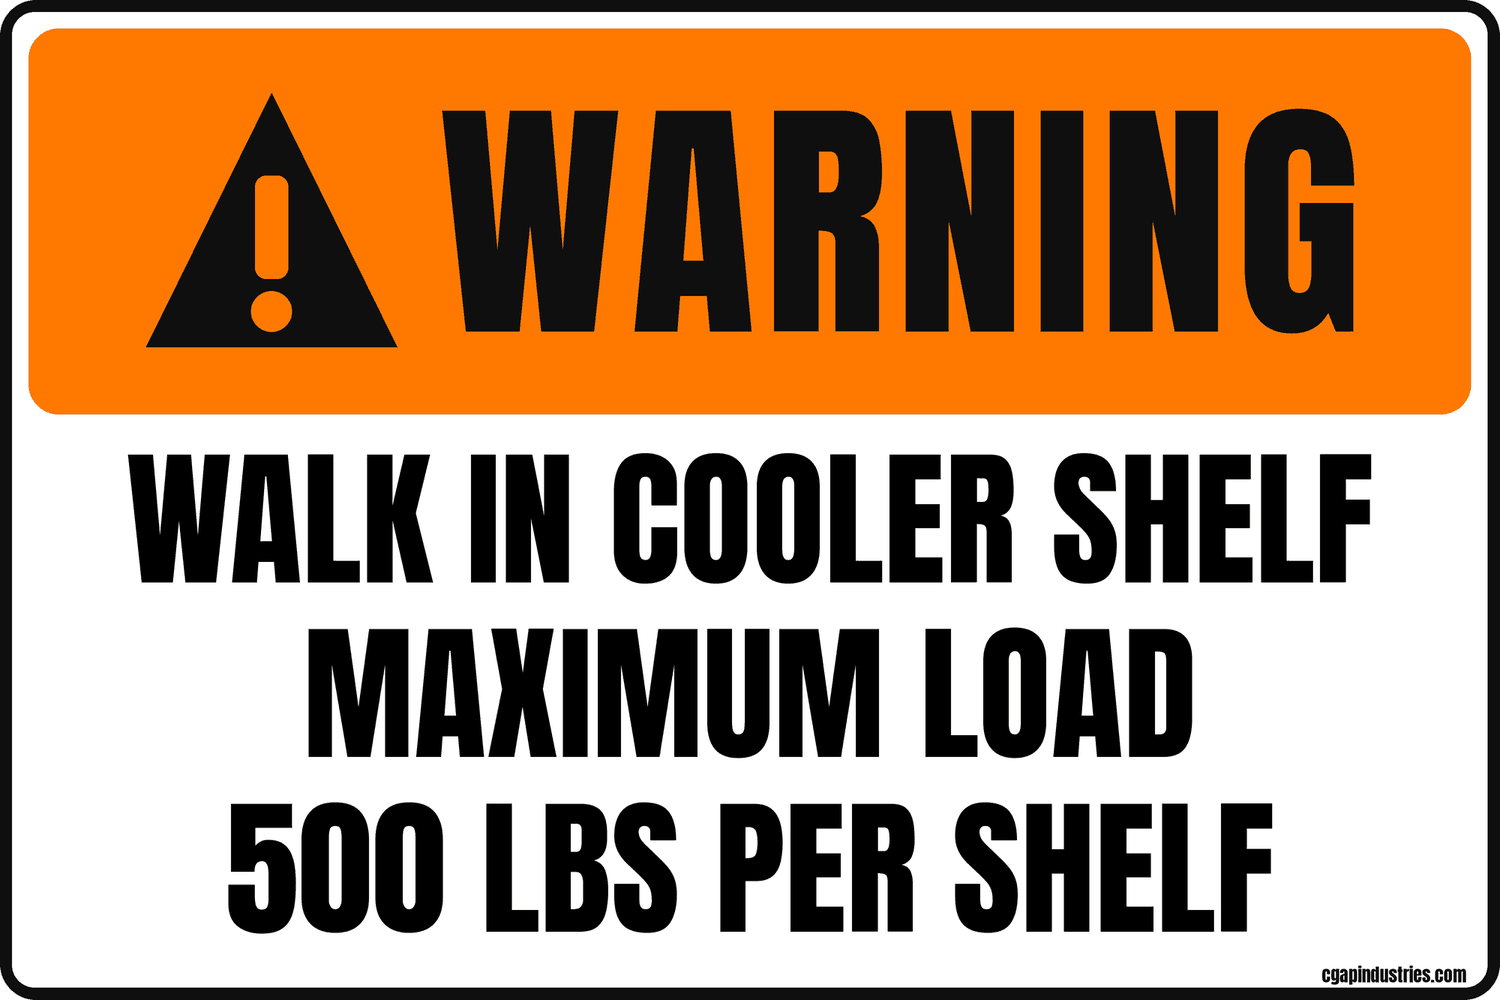 WARNING
WALK IN COOLER SHELF
MAXIMUM LOAD
500 LBS PER SHELF
cgapindustries.com